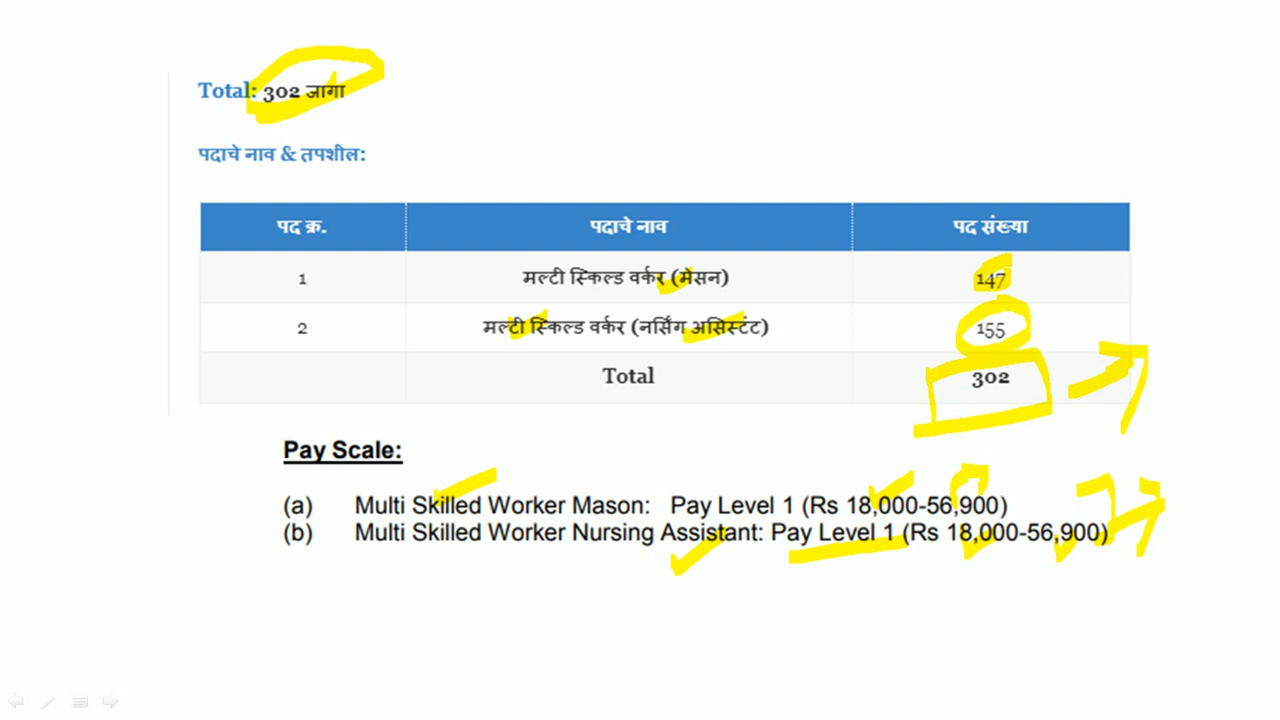 Total: 302 जागा
पदाचे नाव & तपशील:
पद क्र. पदाचे नाव पद संख्या
1 मल्टी स्किल्ड वर्कर (मेसन) 147
2 मल्टी स्किल्ड वर्कर (नर्सिंग असिस्टंट) 155
Total 302
Pay Scale:
(a) Multi Skilled Worker Mason: Pay Level 1 (Rs 18,000-56,900)
(b) Multi Skilled Worker Nursing Assistant: Pay Level 1 (Rs 18,000-56,900)